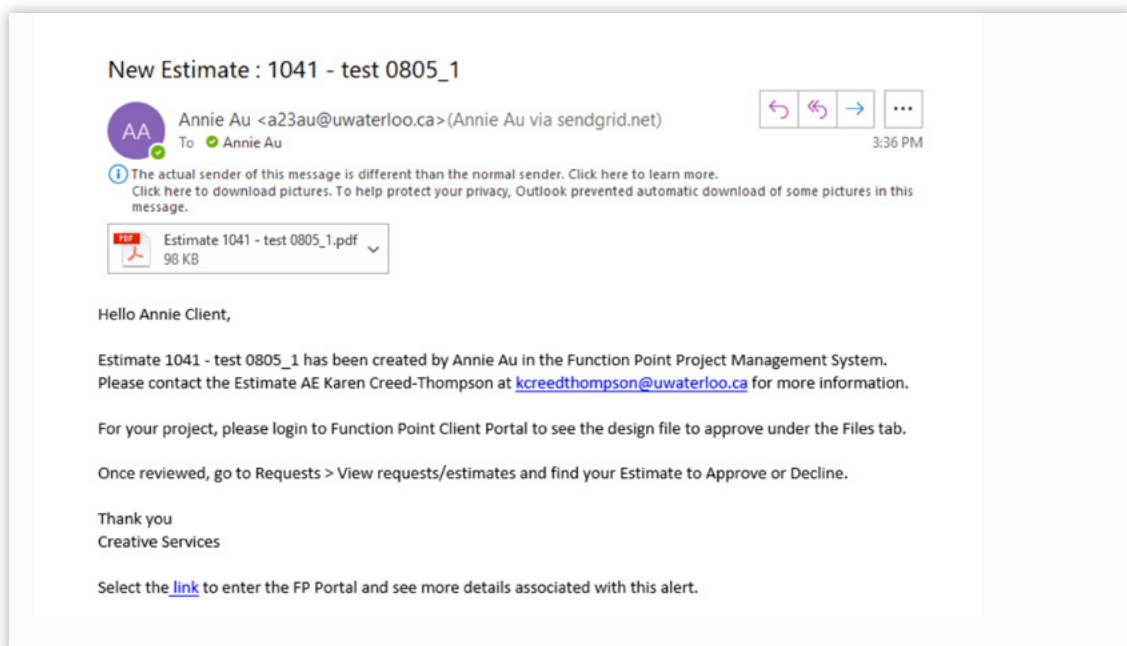 New Estimate : 1041 - test 0805_1
AA
Annie Au <a23au@uwaterloo.ca>(Annie Au via sendgrid.net)
To Annie Au
3:36 PM
The actual sender of this message is different than the normal sender. Click here to learn more.
Click here to download pictures. To help protect your privacy, Outlook prevented automatic download of some pictures in this
message.
PDF
Estimate 1041 - test 0805_1.pdf
98 KB
Hello Annie Client,
Estimate 1041 - test 0805_1 has been created by Annie Au in the Function Point Project Management System.
Please contact the Estimate AE Karen Creed-Thompson at kcreedthompson@uwaterloo.ca for more information.
For your project, please login to Function Point Client Portal to see the design file to approve under the Files tab.
Once reviewed, go to Requests > View requests/estimates and find your Estimate to Approve or Decline.
Thank you
Creative Services
Select the link to enter the FP Portal and see more details associated with this alert.